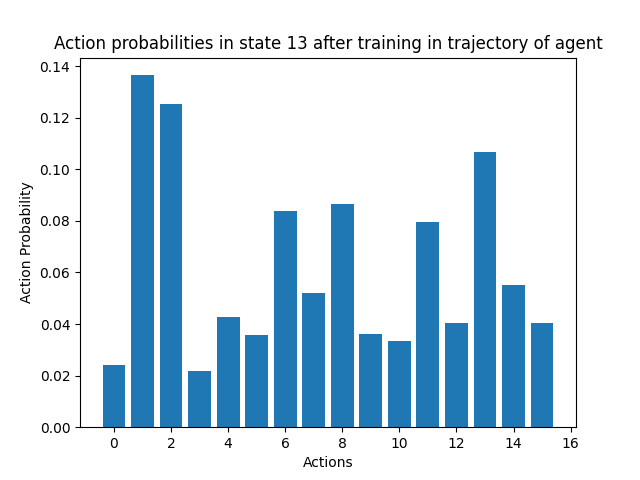 Action probabilities in state 13 after training in trajectory of agent
0.14
0.12
0.10
0.08
0.06
0.04
0.02
0.00
Action Probability
0 2 4 6 8 10 12 14 16
Actions